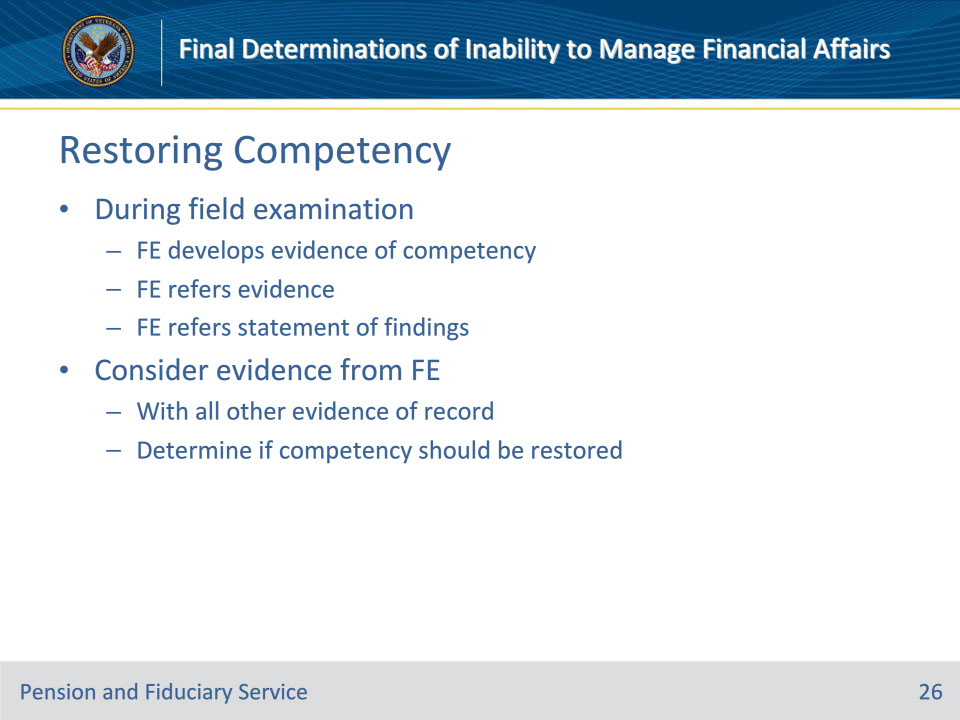 Final Determinations of Inability to Manage Financial Affairs
Restoring Competency
• During field examination
– FE develops evidence of competency
– FE refers evidence
– FE refers statement of findings
• Consider evidence from FE
– With all other evidence of record
– Determine if competency should be restored
Pension and Fiduciary Service
26